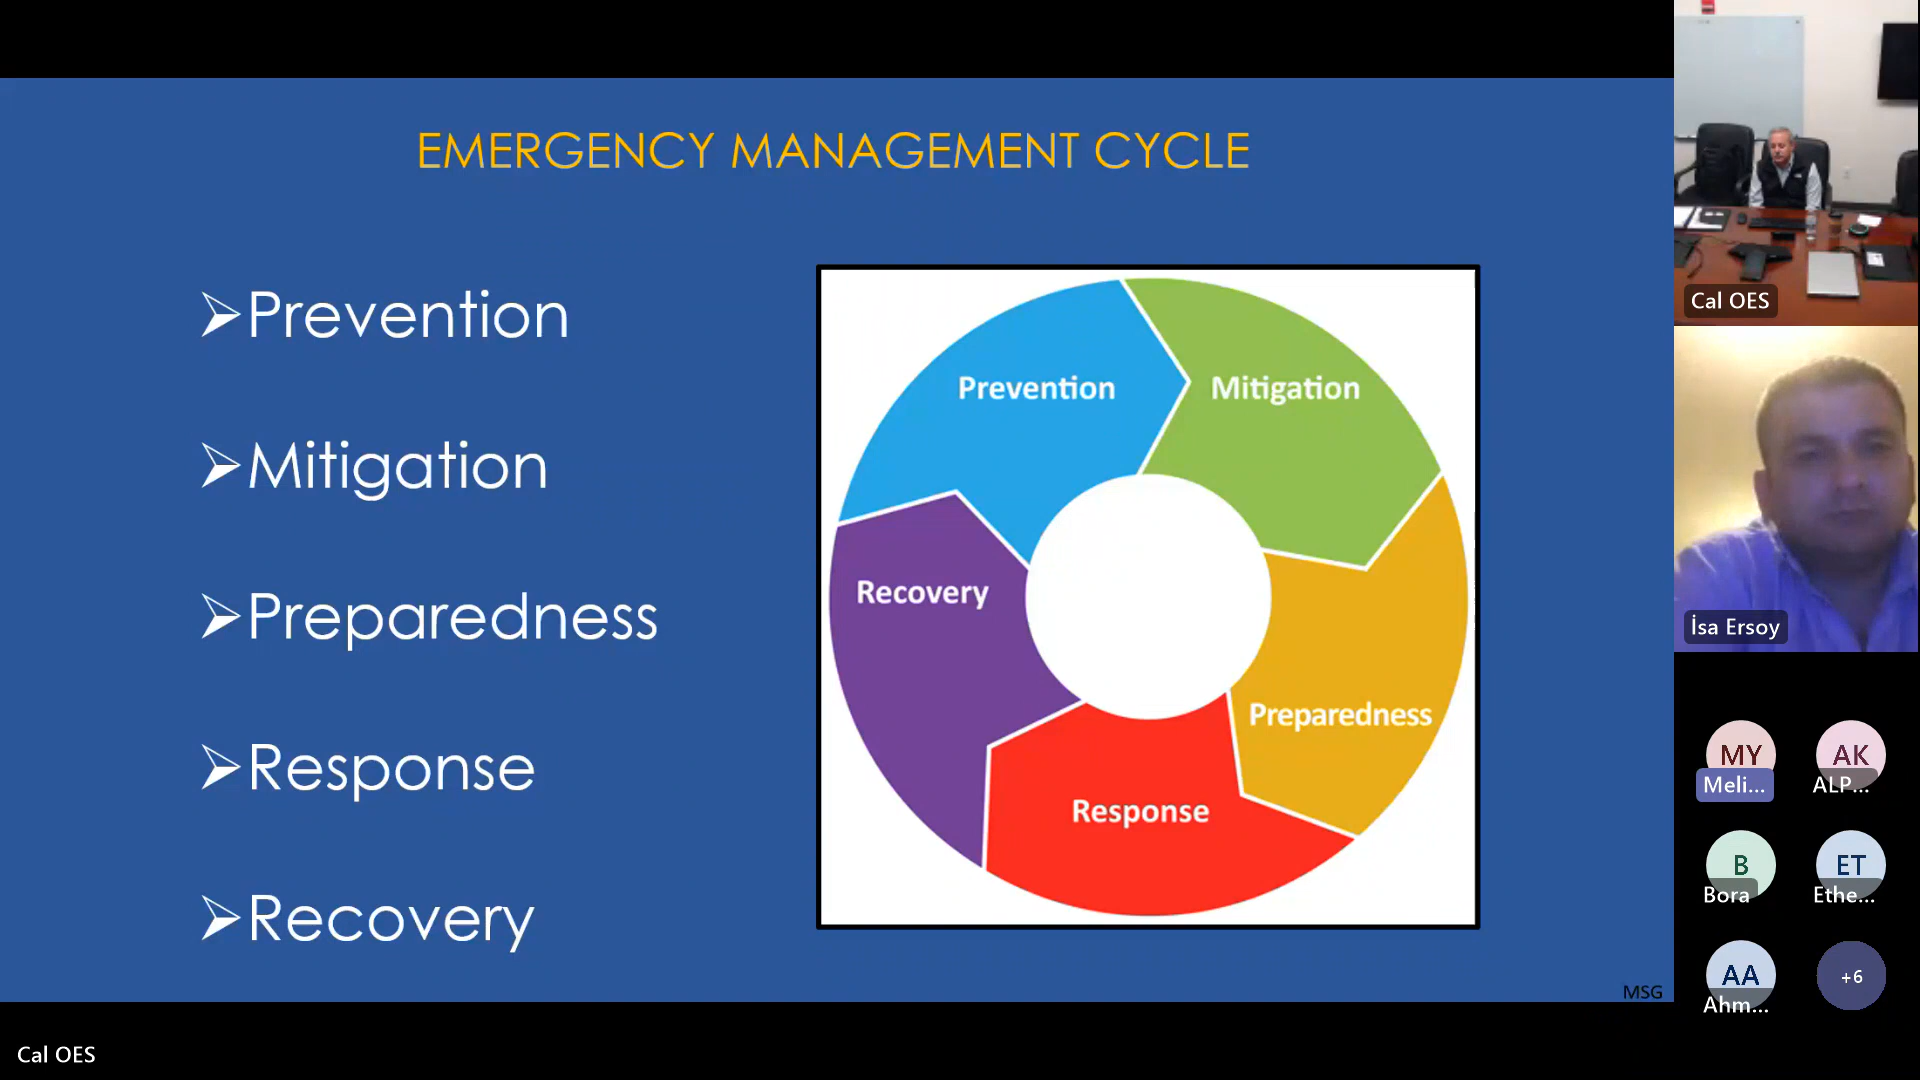 EMERGENCY MANAGEMENT CYCLE
➢Prevention
➢Mitigation
➢Preparedness
➢Response
➢Recovery
Prevention
Mitigation
Recovery
Preparedness
Response
MSG
Cal OES
Cal OES
İsa Ersoy
MY
Meli...
AK
ALP...
B
Bora
ET
Ethe...
AA
Ahm...
+6